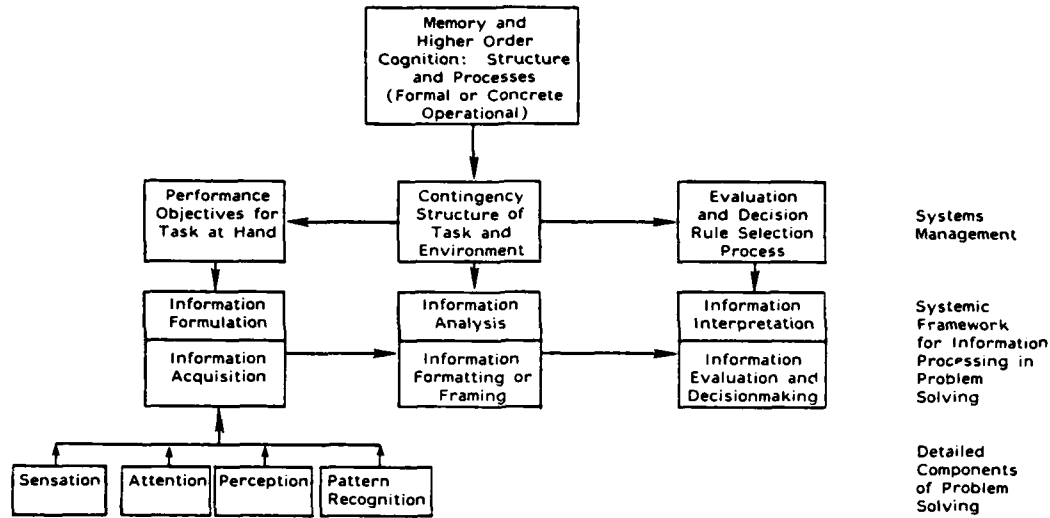 Memory and
Higher Order
Cognition: Structure
and Processes
(Formal or Concrete
Operational)
Performance
Objectives for
Task at Hand
Contingency
Structure of
Task and
Environment
Evaluation
and Decision
Rule Selection
Process
Systems
Management
Information
Formulation
Information
Acquisition
Information
Analysis
Information
Formatting or
Framing
Information
Interpretation
Information
Evaluation and
Decisionmaking
Systemic
Framework
for Information
Processing in
Problem
Solving
Sensation
Attention
Perception
Pattern
Recognition
Detailed
Components
of Problem
Solving